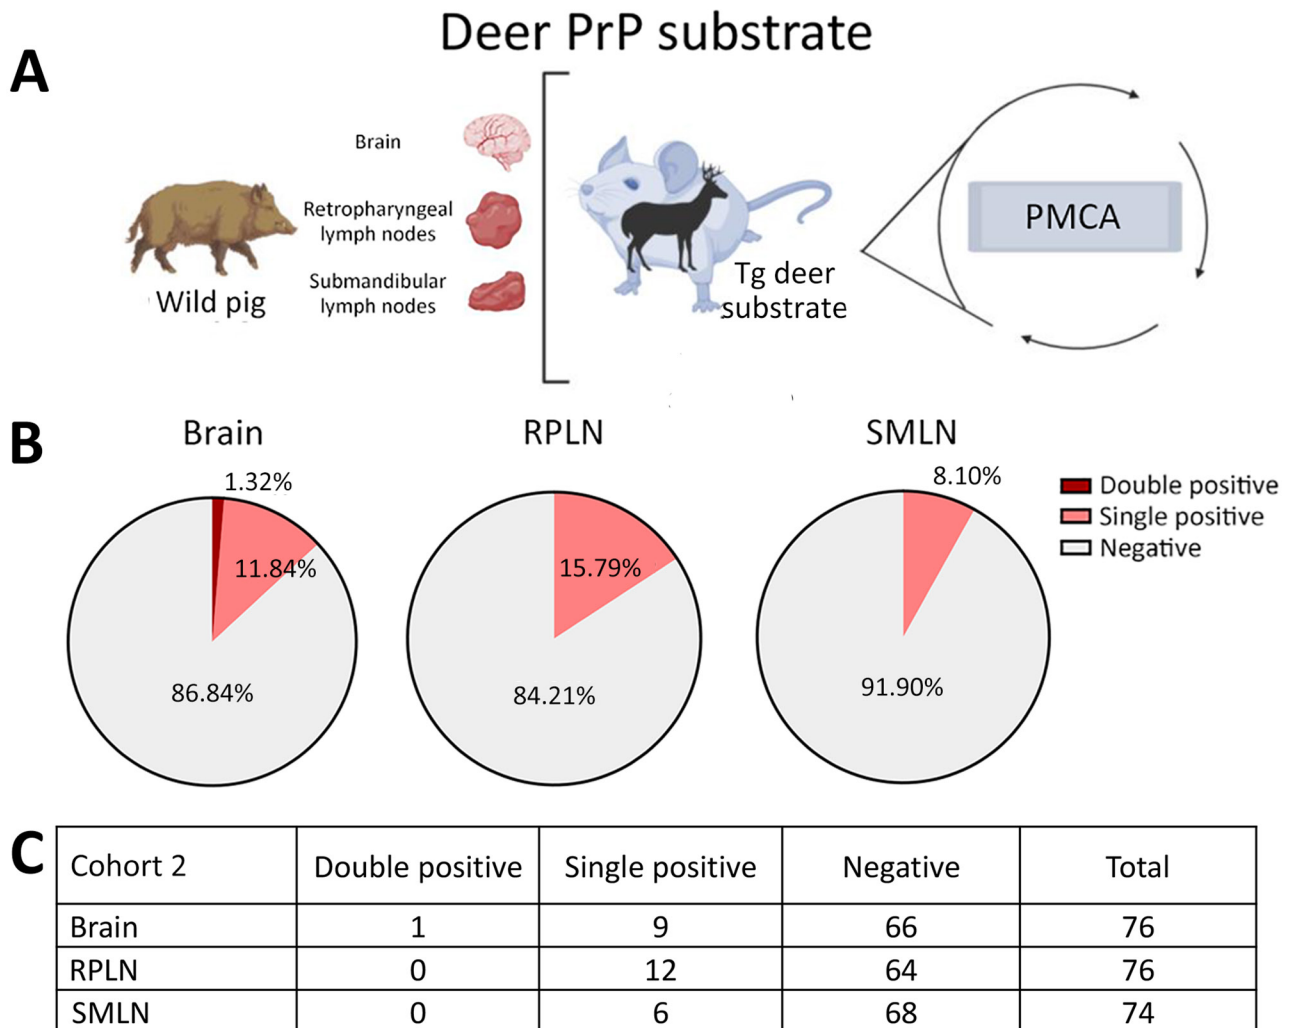 Deer PrP substrate
A
Brain
Retropharyngeal
lymph nodes
Submandibular
lymph nodes
Wild pig
Tg deer
substrate
PMCA
B
Brain
RPLN
SMLN
1.32%
11.84%
86.84%
15.79%
84.21%
8.10%
91.90%
Double positive
Single positive
Negative
C
Cohort 2 Double positive Single positive Negative Total
Brain 1 9 66 76
RPLN 0 12 64 76
SMLN 0 6 68 74